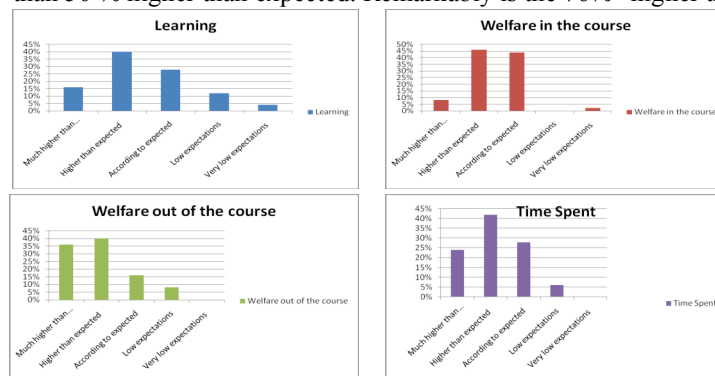 higher than expected. Remarkably is the
Learning
45%
40%
35%
30%
25%
20%
15%
10%
5%
0%
Much higher than...
Higher than expected
According to expected
Low expectations
Very low expectations
Learning
Welfare in the course
50%
45%
40%
35%
30%
25%
20%
15%
10%
5%
0%
Much higher than...
Higher than expected
According to expected
Low expectations
Very low expectations
Welfare in the course
Welfare out of the course
45%
40%
35%
30%
25%
20%
15%
10%
5%
0%
Much higher than...
Higher than expected
According to expected
Low expectations
Very low expectations
Welfare out of the course
Time Spent
45%
40%
35%
30%
25%
20%
15%
10%
5%
0%
Much higher than...
Higher than expected
According to expected
Low expectations
Very low expectations
Time Spent